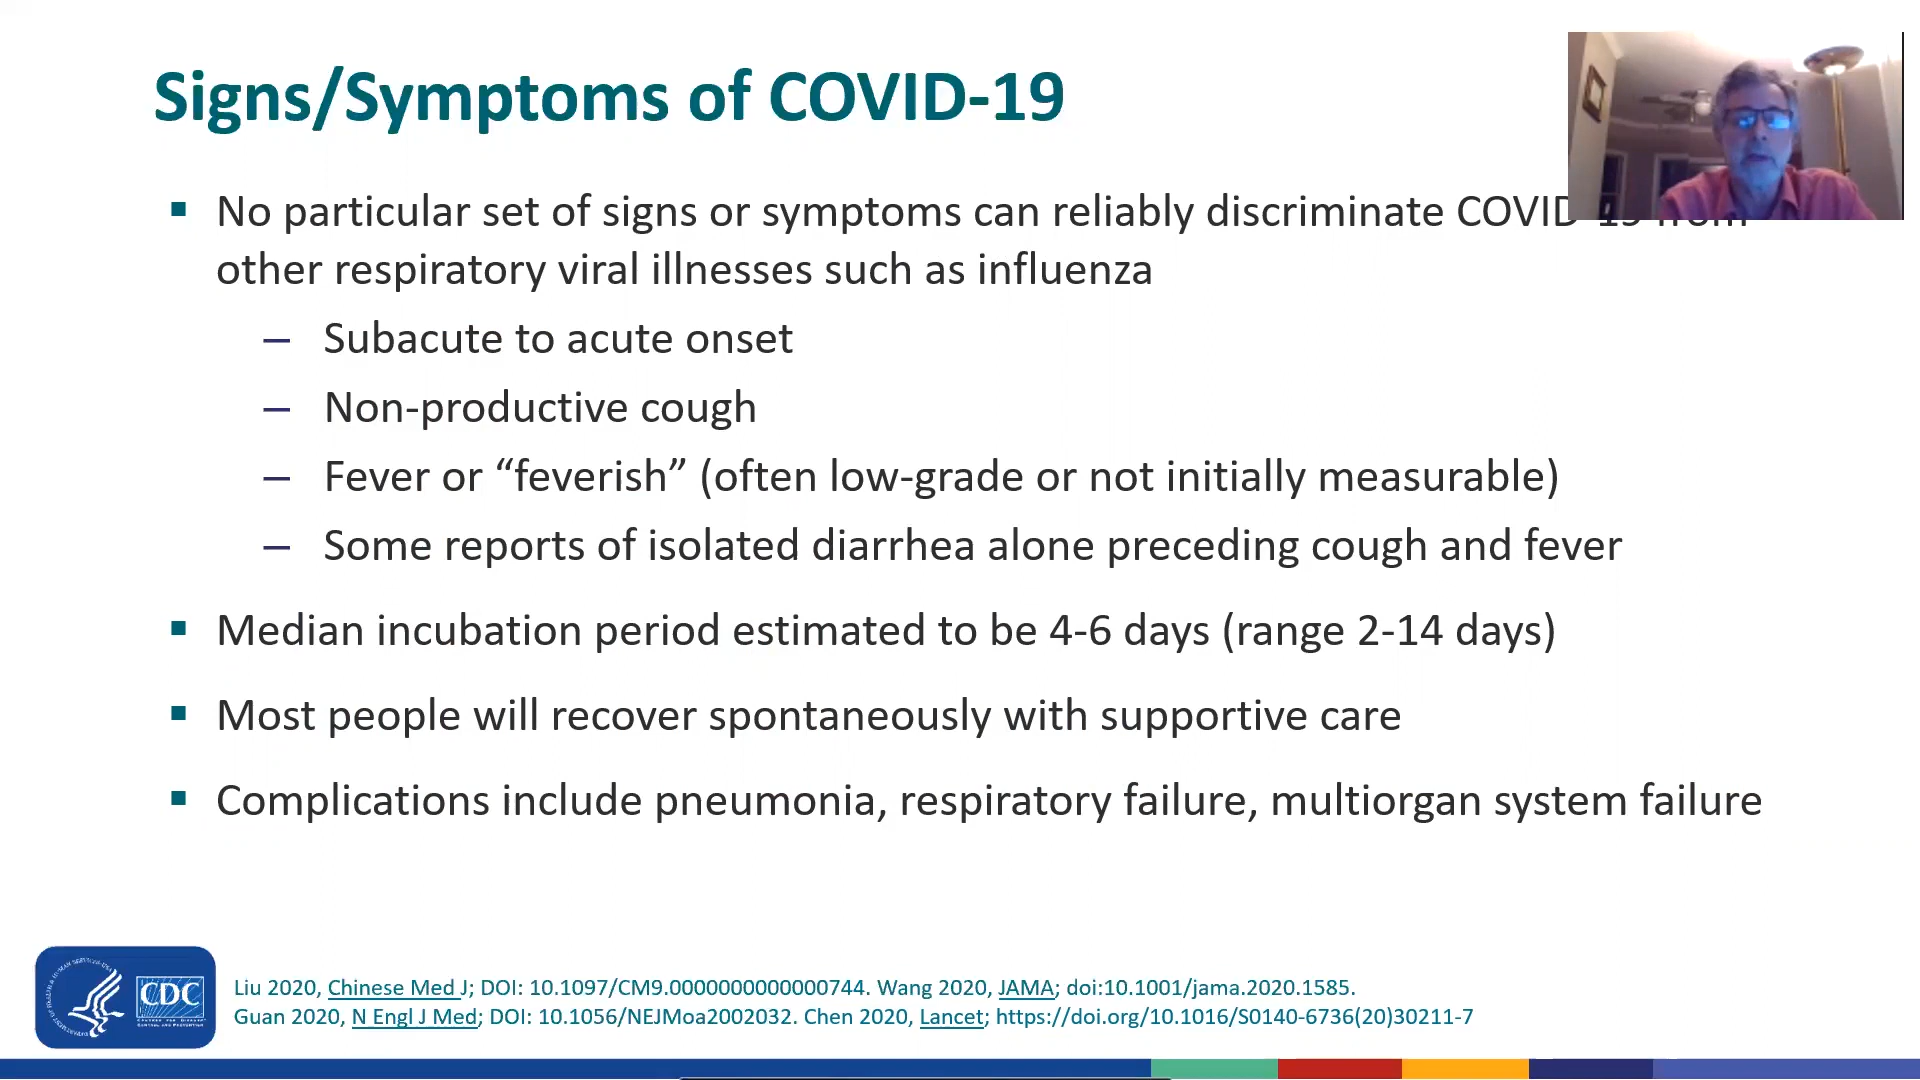 Signs/Symptoms of COVID-19
▪ No particular set of signs or symptoms can reliably discriminate COVID-19 from
other respiratory viral illnesses such as influenza
– Subacute to acute onset
– Non-productive cough
– Fever or “feverish” (often low-grade or not initially measurable)
– Some reports of isolated diarrhea alone preceding cough and fever
▪ Median incubation period estimated to be 4-6 days (range 2-14 days)
▪ Most people will recover spontaneously with supportive care
▪ Complications include pneumonia, respiratory failure, multiorgan system failure
CDC
Liu 2020, Chinese Med J; DOI: 10.1097/CM9.0000000000000744. Wang 2020, JAMA; doi:10.1001/jama.2020.1585.
Guan 2020, N Engl J Med; DOI: 10.1056/NEJMoa2002032. Chen 2020, Lancet; https://doi.org/10.1016/S0140-6736(20)30211-7